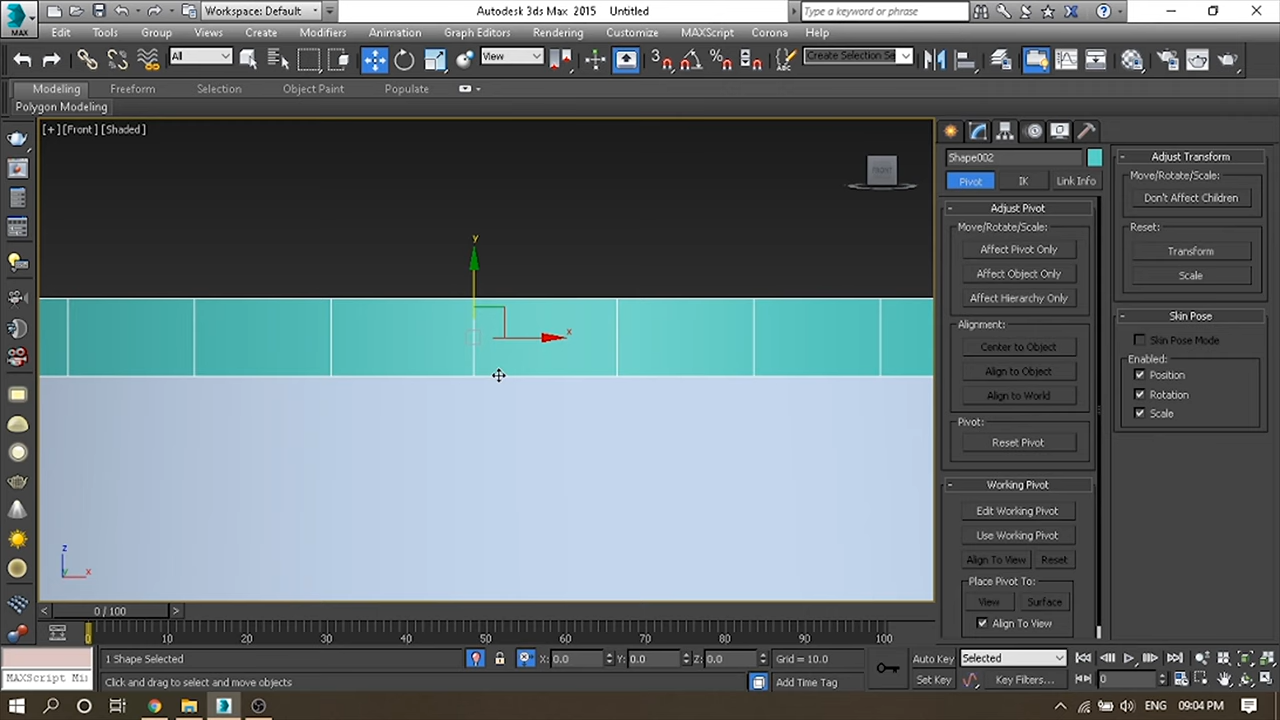 Workspace: Default
Autodesk 3ds Max 2015 Untitled
Type a keyword or phrase
MAX
Edit Tools Group Views Create Modifiers Animation Graph Editors Rendering Customize MAXScript Corona Help
All
View
3
Create Selection Se
Modeling Freeform Selection Object Paint Populate
Polygon Modeling
[+][Front][Shaded]
FRONT
y
x
z
x
Shape002
Pivot IK Link Info
- Adjust Pivot
Move/Rotate/Scale:
Affect Pivot Only
Affect Object Only
Affect Hierarchy Only
Alignment:
Center to Object
Align to Object
Align to World
Pivot:
Reset Pivot
- Working Pivot
Edit Working Pivot
Use Working Pivot
Align To View Reset
Place Pivot To:
View Surface
Align To View
- Adjust Transform
Move/Rotate/Scale:
Don't Affect Children
Reset:
Transform
Scale
- Skin Pose
Skin Pose Mode
Enabled:
Position
Rotation
Scale
< 0 / 100 >
0 10 20 30 40 50 60 70 80 90 100
1 Shape Selected
X: 0.0 Y: 0.0 Z: 0.0 Grid = 10.0
Auto Key Selected
MAXScript Mi
Click and drag to select and move objects
Add Time Tag
Set Key Key Filters... 0
ENG 09:04 PM